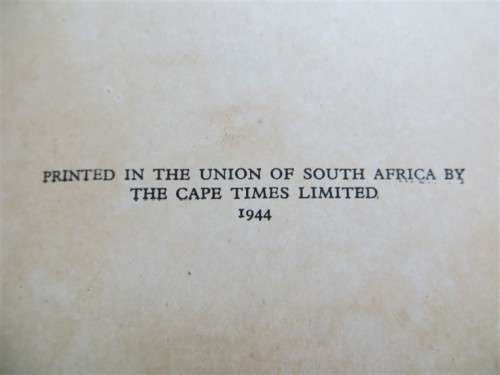 PRINTED IN THE UNION OF SOUTH AFRICA BY
THE CAPE TIMES LIMITED
1944